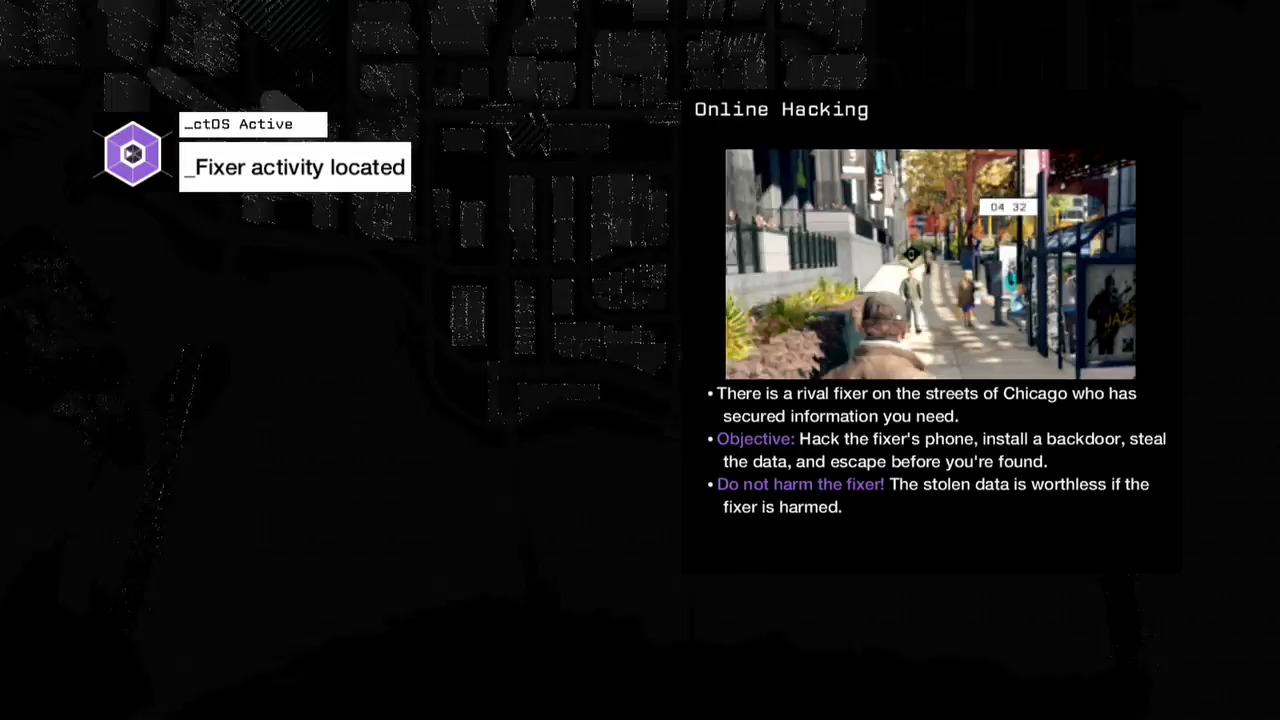 _ctOS Active
_Fixer activity located
Online Hacking
04 32
JAZZ
• There is a rival fixer on the streets of Chicago who has
secured information you need.
• Objective: Hack the fixer's phone, install a backdoor, steal
the data, and escape before you're found.
• Do not harm the fixer! The stolen data is worthless if the
fixer is harmed.